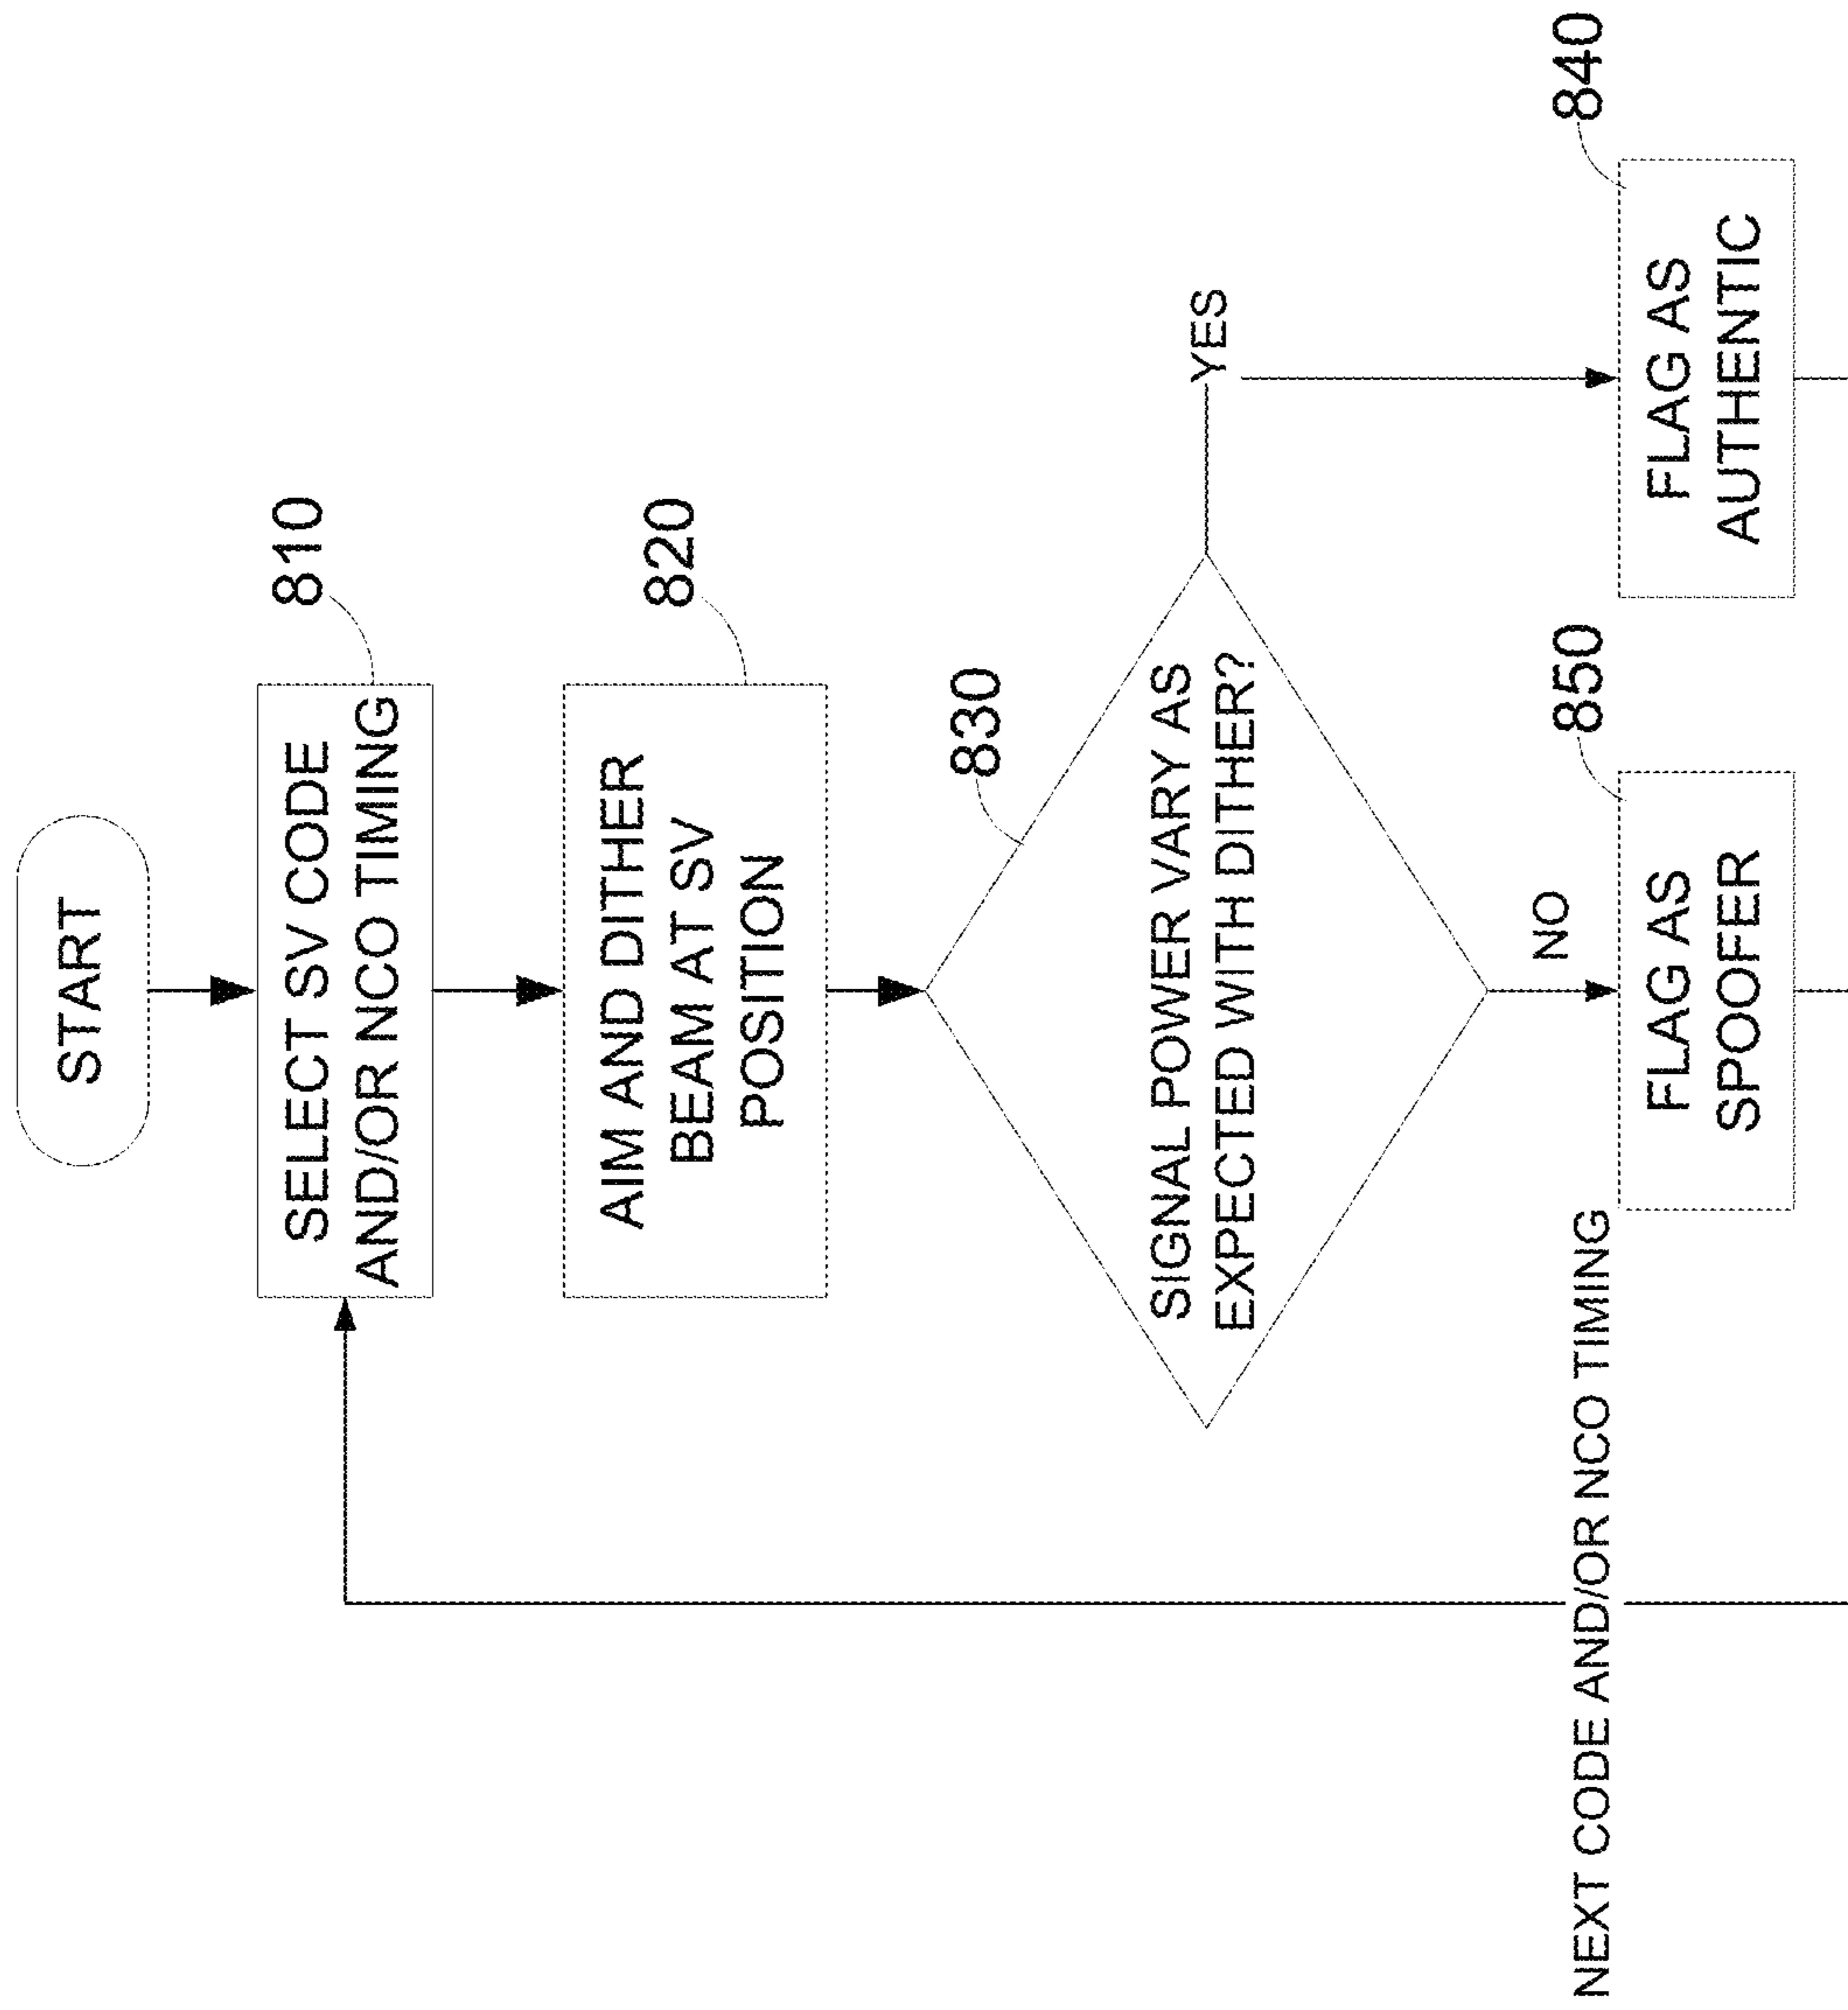 START
SELECT SV CODE
AND/OR NCO TIMING
810
AIM AND DITHER
BEAM AT SV
POSITION
820
830
SIGNAL POWER VARY AS
EXPECTED WITH DITHER?
YES
NO
840
FLAG AS
AUTHENTIC
850
FLAG AS
SPOOFER
NEXT CODE AND/OR NCO TIMING